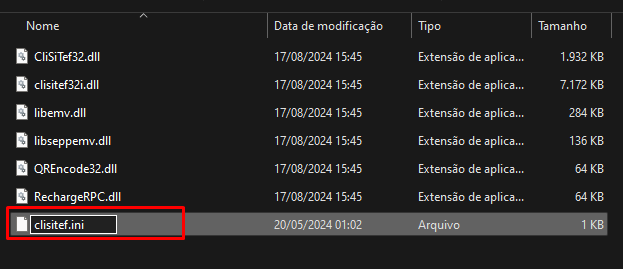 Nome Data de modificação Tipo Tamanho
CliSiTef32.dll 17/08/2024 15:45 Extensão de aplica... 1.932 KB
clisitef32i.dll 17/08/2024 15:45 Extensão de aplica... 7.172 KB
libemv.dll 17/08/2024 15:45 Extensão de aplica... 284 KB
libseppemv.dll 17/08/2024 15:45 Extensão de aplica... 136 KB
QREncode32.dll 17/08/2024 15:45 Extensão de aplica... 64 KB
RechargeRPC.dll 17/08/2024 15:45 Extensão de aplica... 64 KB
clisitef.ini 20/05/2024 01:02 Arquivo 1 KB